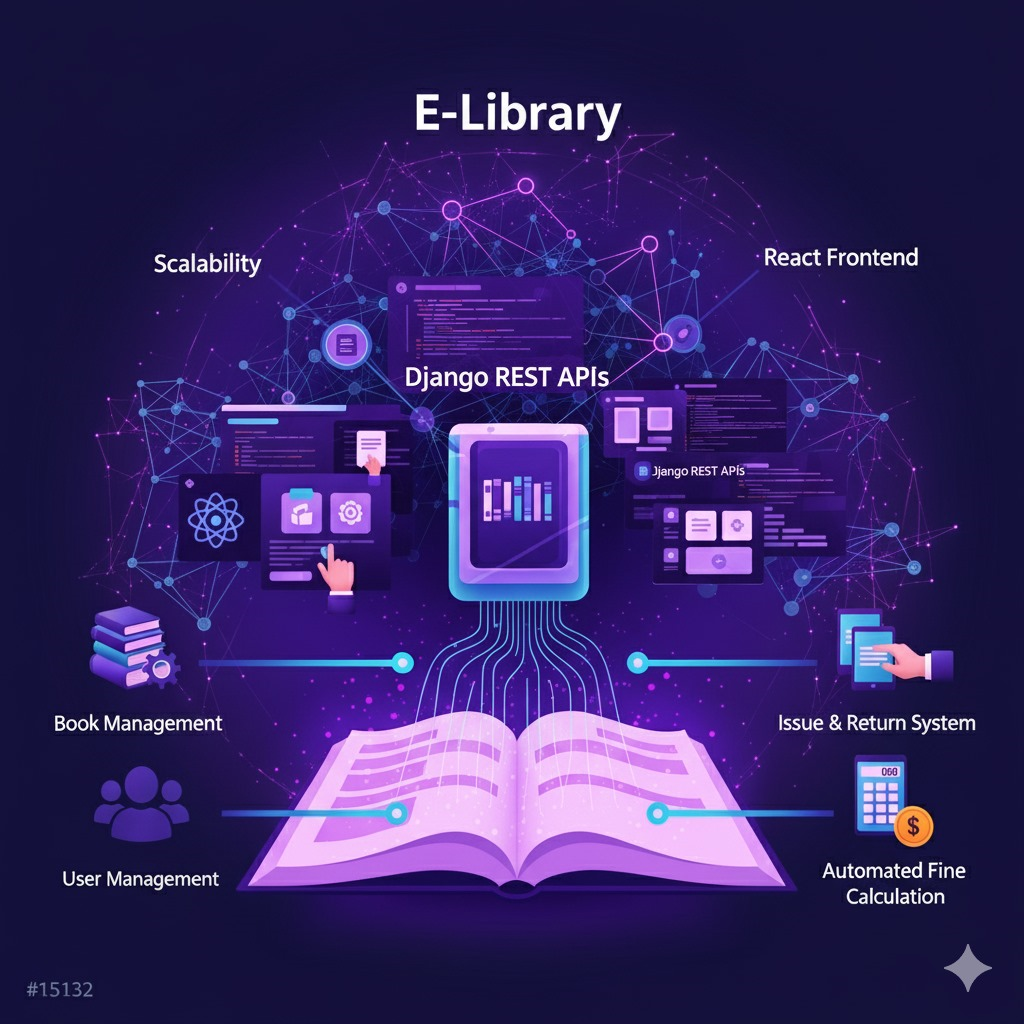 E-Library
Scalability
React Frontend
Django REST APIs
Jjango REST APIs
Book Management
Issue & Return System
User Management
Automated Fine
Calculation
$
#15132